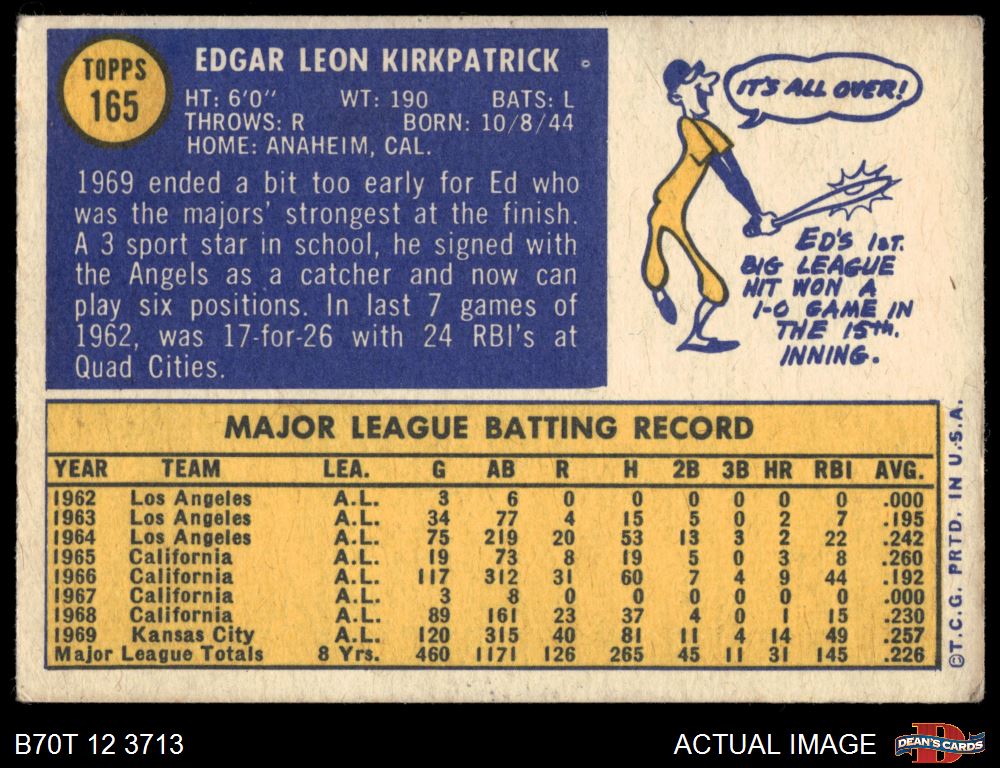 TOPPS
165
EDGAR LEON KIRKPATRICK
HT: 6'0" WT: 190 BATS: L
THROWS: R BORN: 10/8/44
HOME: ANAHEIM, CAL.
1969 ended a bit too early for Ed who
was the majors' strongest at the finish.
A 3 sport star in school, he signed with
the Angels as a catcher and now can
play six positions. In last 7 games of
1962, was 17-for-26 with 24 RBI's at
Quad Cities.
IT'S ALL OVER!
ED'S 1ST.
BIG LEAGUE
HIT WON A
1-0 GAME IN
THE 15th.
INNING.
MAJOR LEAGUE BATTING RECORD
YEAR TEAM LEA. G AB R H 2B 3B HR RBI AVG.
1962 Los Angeles A.L. 3 6 0 0 0 0 0 0 .000
1963 Los Angeles A.L. 34 77 4 15 5 0 2 7 .195
1964 Los Angeles A.L. 75 219 20 53 13 3 2 22 .242
1965 California A.L. 19 73 8 19 5 0 3 8 .260
1966 California A.L. 117 312 31 60 7 4 9 44 .192
1967 California A.L. 3 8 0 0 0 0 0 0 .000
1968 California A.L. 89 161 23 37 4 0 1 15 .230
1969 Kansas City A.L. 120 315 40 81 11 4 14 49 .257
Major League Totals 8 Yrs. 460 1171 126 265 45 11 31 145 .226
©T.C.G. PRTD. IN U.S.A.
B70T 12 3713
ACTUAL IMAGE
DEAN'S CARDS